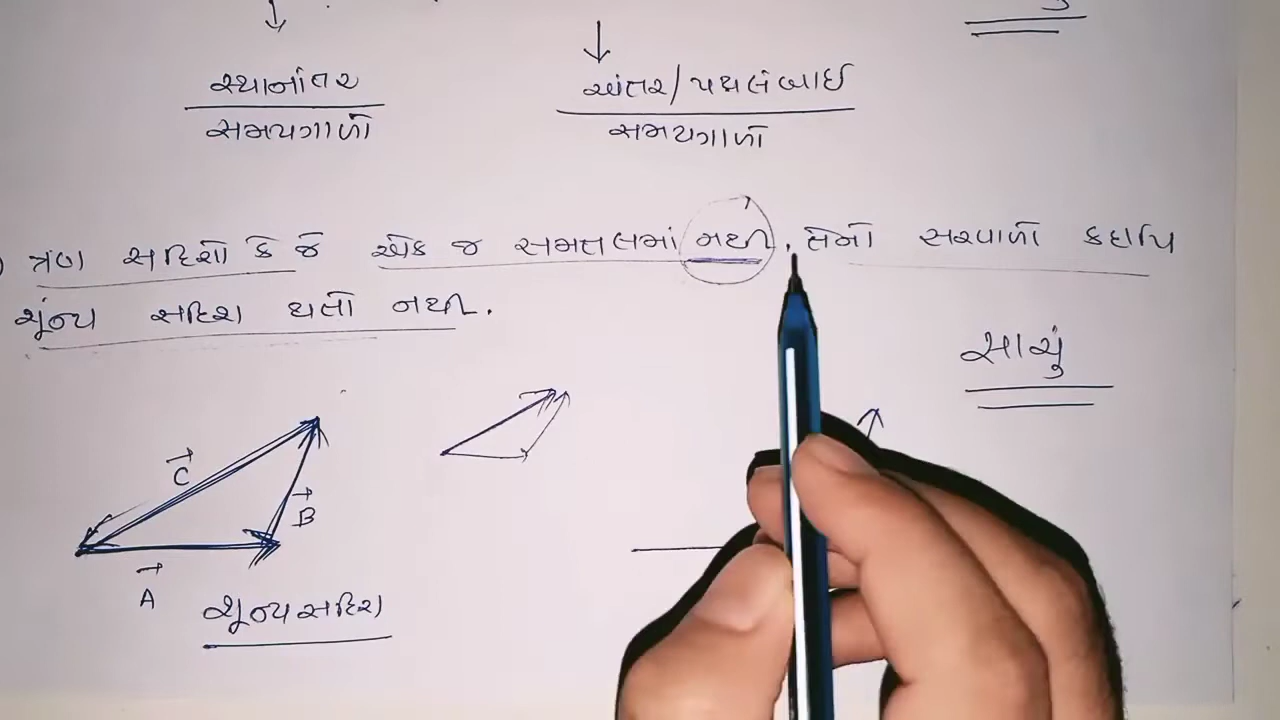 સ્થાનાંતર
સમયગાળો
અંતર/પથલંબાઈ
સમયગાળો
ત્રણ સદિશો કે જે એક જ સમતલમાં નથી, તેનો સરવાળો કદાપિ
શૂન્ય સદિશ થતો નથી.
સાચું
C
B
A
શૂન્ય સદિશ